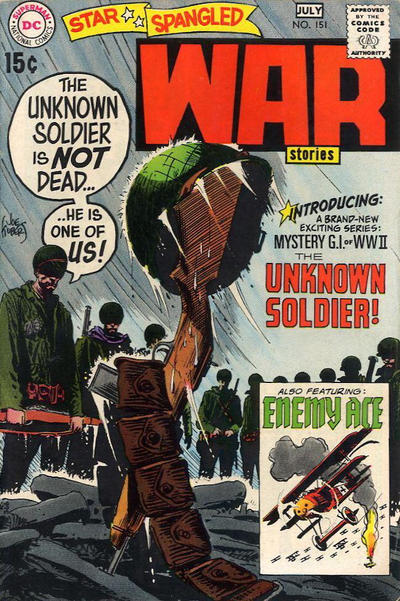 SUPERMAN
DC
NATIONAL COMICS
STAR SPANGLED
JULY
NO. 151
APPROVED
BY THE
COMICS
CODE
AUTHORITY
15¢
WAR
stories
THE
UNKNOWN
SOLDIER
IS NOT
DEAD...
..HE IS
ONE OF
US!
JOE
KUBERT
INTRODUCING:
A BRAND-NEW
EXCITING SERIES:
MYSTERY G.I. OF WW II
THE
UNKNOWN
SOLDIER!
ALSO FEATURING:
ENEMY ACE